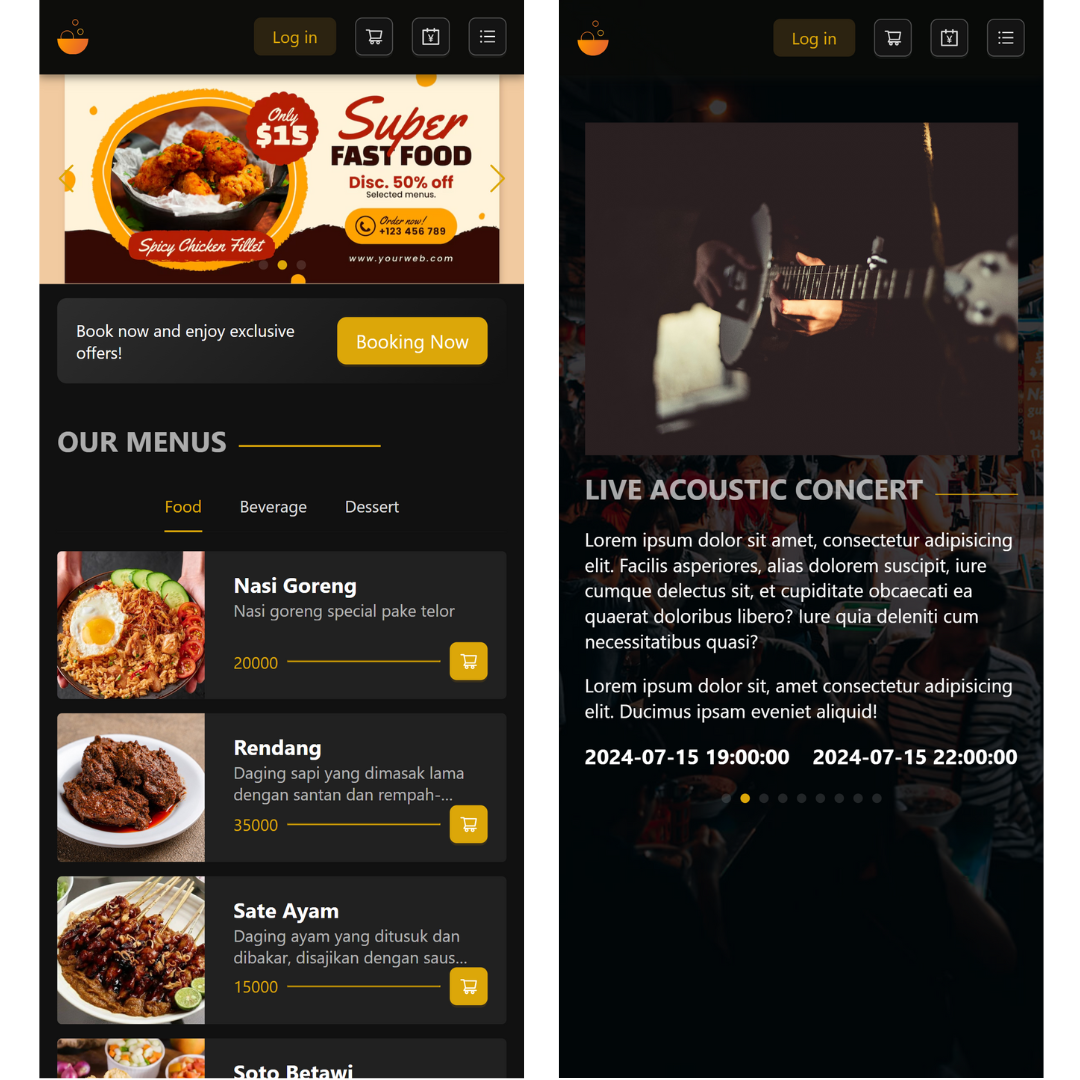 Log in
Only
$15
Super
FAST FOOD
Disc. 50% off
Selected menus.
Order now!
+123 456 789
Spicy Chicken Fillet
www.yourweb.com
Book now and enjoy exclusive
offers!
Booking Now
OUR MENUS
Food Beverage Dessert
Nasi Goreng
Nasi goreng special pake telor
20000
Rendang
Daging sapi yang dimasak lama
dengan santan dan rempah-...
35000
Sate Ayam
Daging ayam yang ditusuk dan
dibakar, disajikan dengan saus...
15000
Soto Betawi
Log in
LIVE ACOUSTIC CONCERT
Lorem ipsum dolor sit amet, consectetur adipisicing
elit. Facilis asperiores, alias dolorem suscipit, iure
cumque delectus sit, et cupiditate obcaecati ea
quaerat doloribus libero? Iure quia deleniti cum
necessitatibus quasi?
Lorem ipsum dolor sit, amet consectetur adipisicing
elit. Ducimus ipsam eveniet aliquid!
2024-07-15 19:00:00 2024-07-15 22:00:00